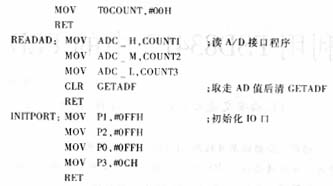 MOV T0COUNT,#00H
RET
READAD: MOV ADC_H,COUNT1 ;读 A/D 接口程序
MOV ADC_M,COUNT2
MOV ADC_L,COUNT3
CLR GETADF ;取走 AD 值后清 GETADF
RET
INITPORT: MOV P1,#0FFH ;初始化 IO 口
MOV P2,#0FFH
MOV P0,#0FFH
MOV P3,#0CH
RET